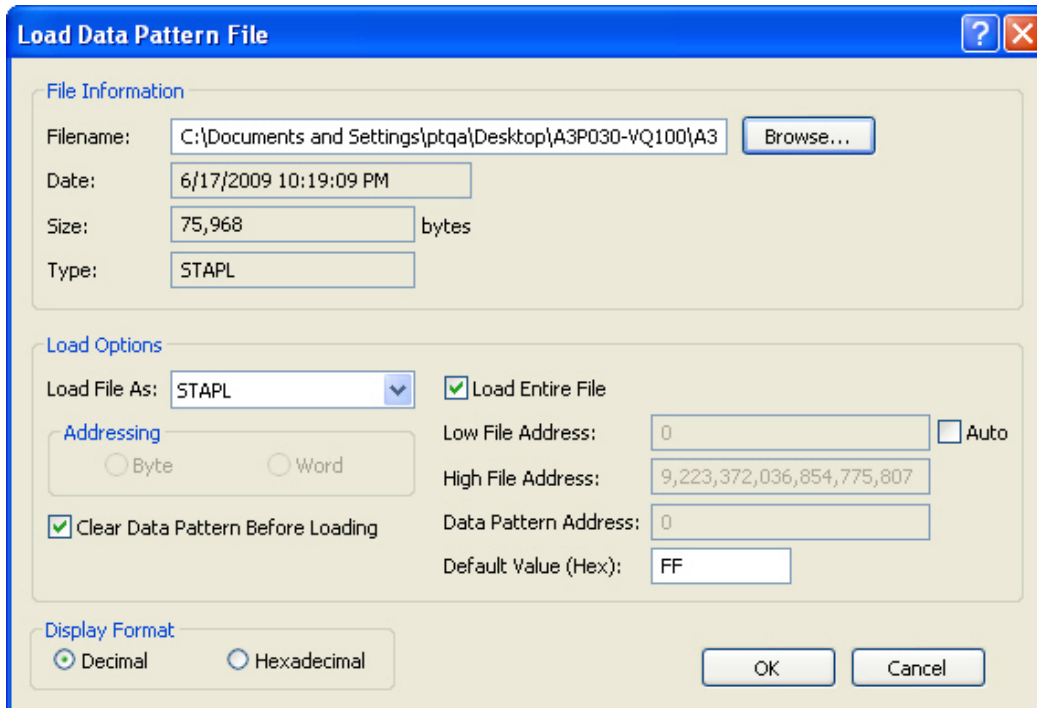 Load Data Pattern File
File Information
Filename: C:\Documents and Settings\ptqa\Desktop\A3P030-VQ100\A3 Browse...
Date: 6/17/2009 10:19:09 PM
Size: 75,968 bytes
Type: STAPL
Load Options
Load File As: STAPL Load Entire File
Addressing Low File Address: 0 Auto
Byte Word High File Address: 9,223,372,036,854,775,807
Clear Data Pattern Before Loading Data Pattern Address: 0
Default Value (Hex): FF
Display Format
Decimal Hexadecimal OK Cancel